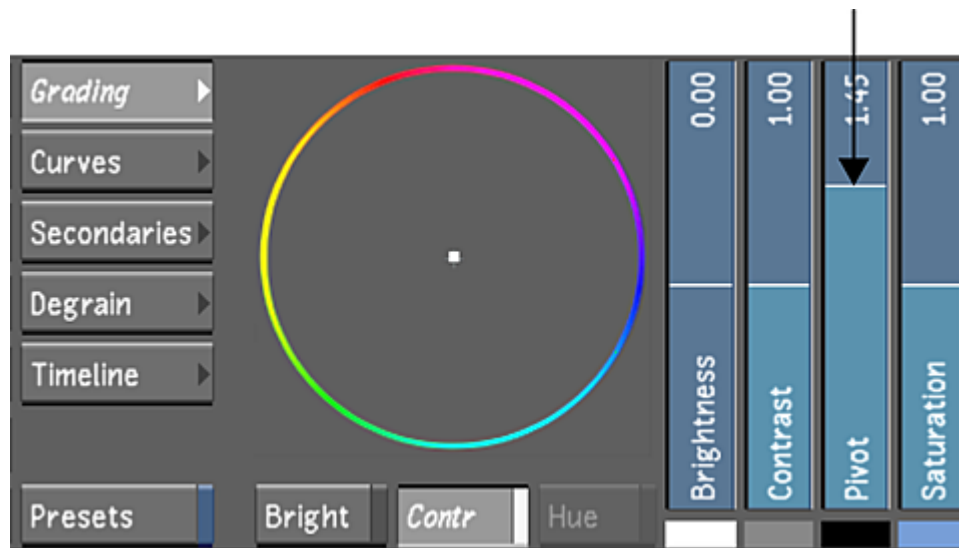 Grading
Curves
Secondaries
Degrain
Timeline
Presets
Bright
Contr
Hue
0.00
Brightness
1.00
Contrast
1.45
Pivot
1.00
Saturation